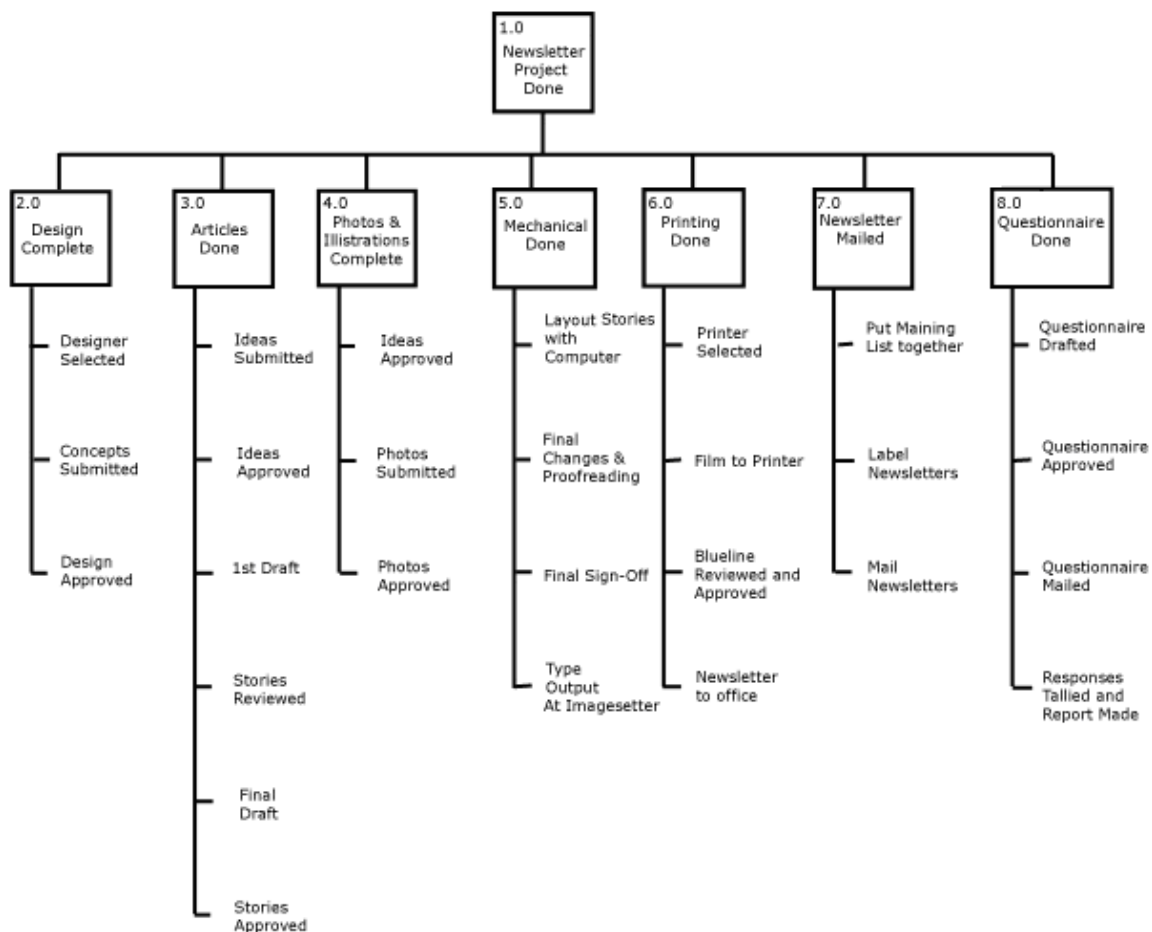 1.0
Newsletter
Project
Done
2.0
Design
Complete
Designer
Selected
Concepts
Submitted
Design
Approved
3.0
Articles
Done
Ideas
Submitted
Ideas
Approved
1st Draft
Stories
Reviewed
Final
Draft
Stories
Approved
4.0
Photos &
Illistrations
Complete
Ideas
Approved
Photos
Submitted
Photos
Approved
5.0
Mechanical
Done
Layout Stories
with
Computer
Final
Changes &
Proofreading
Final Sign-Off
Type
Output
At Imagesetter
6.0
Printing
Done
Printer
Selected
Film to Printer
Blueline
Reviewed and
Approved
Newsletter
to office
7.0
Newsletter
Mailed
Put Maining
List together
Label
Newsletters
Mail
Newsletters
8.0
Questionnaire
Done
Questionnaire
Drafted
Questionnaire
Approved
Questionnaire
Mailed
Responses
Tallied and
Report Made